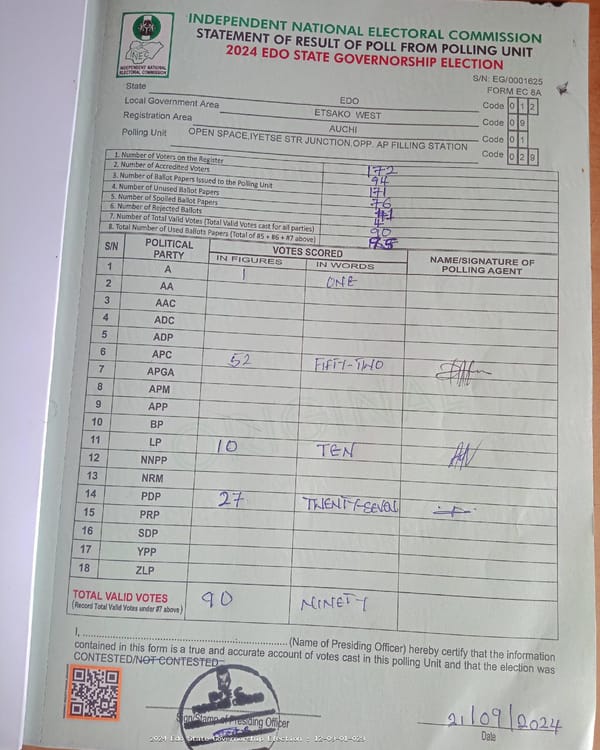 INDEPENDENT NATIONAL ELECTORAL COMMISSION
STATEMENT OF RESULT OF POLL FROM POLLING UNIT
2024 EDO STATE GOVERNORSHIP ELECTION
INEC
INDEPENDENT NATIONAL
ELECTORAL COMMISSION
S/N: EG/0001625
FORM EC 8A
State EDO Code 0 1 2
Local Government Area ETSAKO WEST Code 0 9
Registration Area AUCHI Code 0 1
Polling Unit OPEN SPACE,IYETSE STR JUNCTION,OPP. AP FILLING STATION Code 0 2 9
1. Number of Voters on the Register 172
2. Number of Accredited Voters 94
3. Number of Ballot Papers Issued to the Polling Unit 171
4. Number of Unused Ballot Papers 76
5. Number of Spoiled Ballot Papers
6. Number of Rejected Ballots 4
7. Number of Total Valid Votes (Total Valid Votes cast for all parties) 90
8. Total Number of Used Ballots Papers (Total of #5 + #6 + #7 above)
S/N POLITICAL PARTY VOTES SCORED NAME/SIGNATURE OF POLLING AGENT
IN FIGURES IN WORDS
1 A 1 ONE
2 AA
3 AAC
4 ADC
5 ADP
6 APC 52 FIFTY-TWO
7 APGA
8 APM
9 APP
10 BP
11 LP 10 TEN
12 NNPP
13 NRM
14 PDP 27 TWENTY-SEVEN
15 PRP
16 SDP
17 YPP
18 ZLP
TOTAL VALID VOTES 90 NINETY
(Record Total Valid Votes under #7 above)
I, (Name of Presiding Officer) hereby certify that the information
contained in this form is a true and accurate account of votes cast in this polling Unit and that the election was
CONTESTED/NOT CONTESTED
Sign/Stamp of Presiding Officer
21/09/2024
Date
2024 Edo State Governorship Election - 12-09-01-029